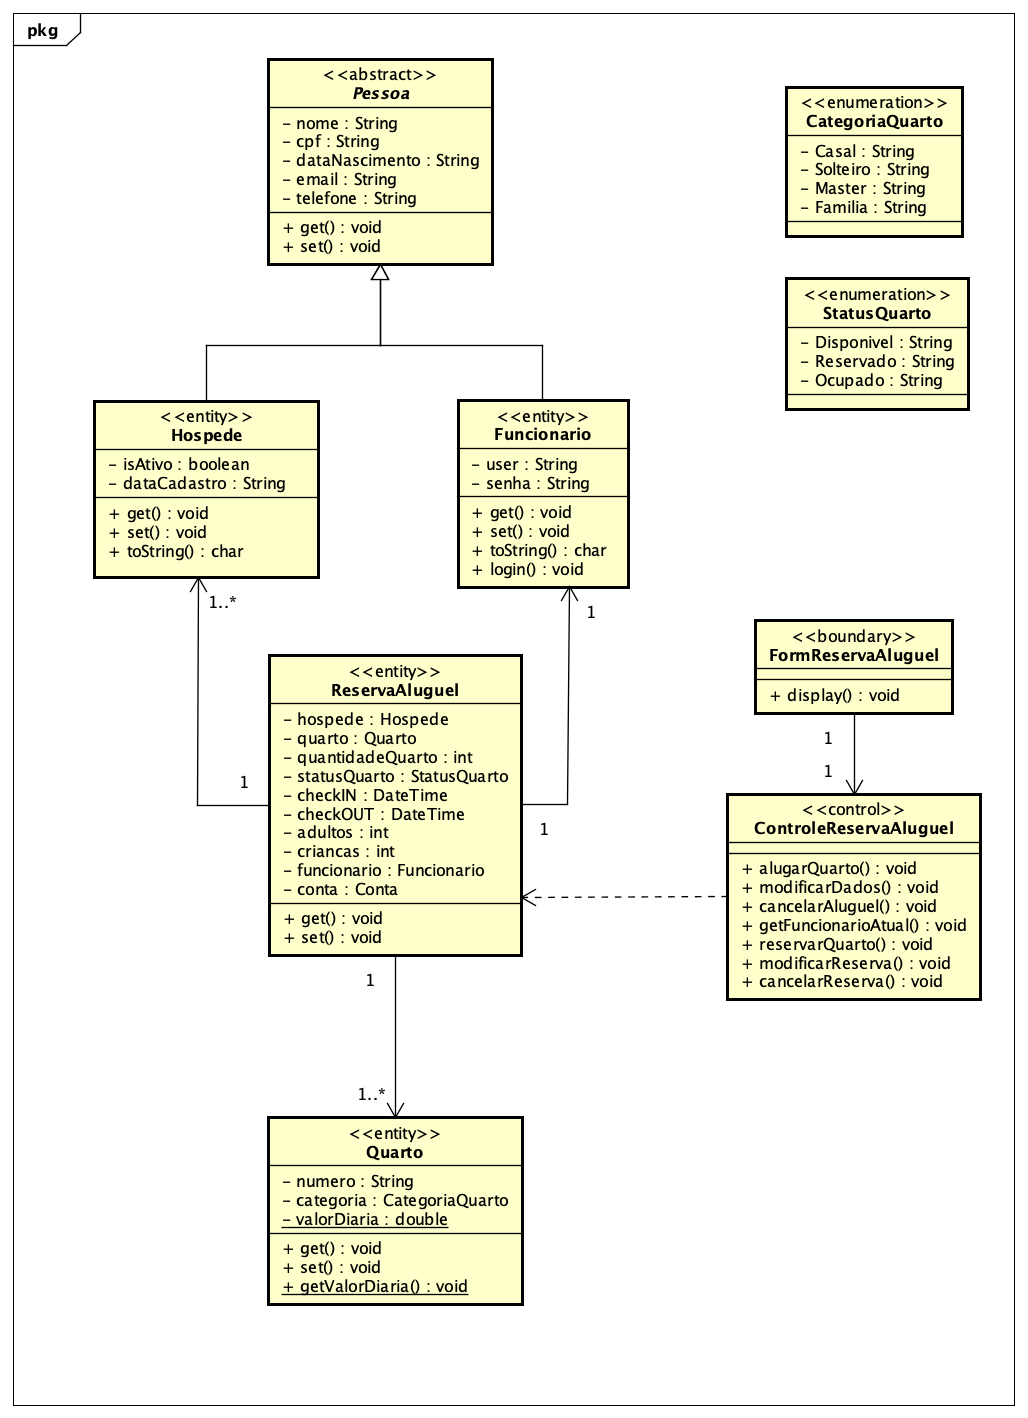 pkg
<<abstract>>
Pessoa
- nome : String
- cpf : String
- dataNascimento : String
- email : String
- telefone : String
+ get() : void
+ set() : void
<<enumeration>>
CategoriaQuarto
- Casal : String
- Solteiro : String
- Master : String
- Familia : String
<<enumeration>>
StatusQuarto
- Disponivel : String
- Reservado : String
- Ocupado : String
<<entity>>
Hospede
- isAtivo : boolean
- dataCadastro : String
+ get() : void
+ set() : void
+ toString() : char
<<entity>>
Funcionario
- user : String
- senha : String
+ get() : void
+ set() : void
+ toString() : char
+ login() : void
1..*
1
<<boundary>>
FormReservaAluguel
+ display() : void
<<entity>>
ReservaAluguel
- hospede : Hospede
- quarto : Quarto
- quantidadeQuarto : int
- statusQuarto : StatusQuarto
- checkIN : DateTime
- checkOUT : DateTime
- adultos : int
- criancas : int
- funcionario : Funcionario
- conta : Conta
+ get() : void
+ set() : void
1
1
1
1
<<control>>
ControleReservaAluguel
+ alugarQuarto() : void
+ modificarDados() : void
+ cancelarAluguel() : void
+ getFuncionarioAtual() : void
+ reservarQuarto() : void
+ modificarReserva() : void
+ cancelarReserva() : void
1
1..*
<<entity>>
Quarto
- numero : String
- categoria : CategoriaQuarto
- valorDiaria : double
+ get() : void
+ set() : void
+ getValorDiaria() : void